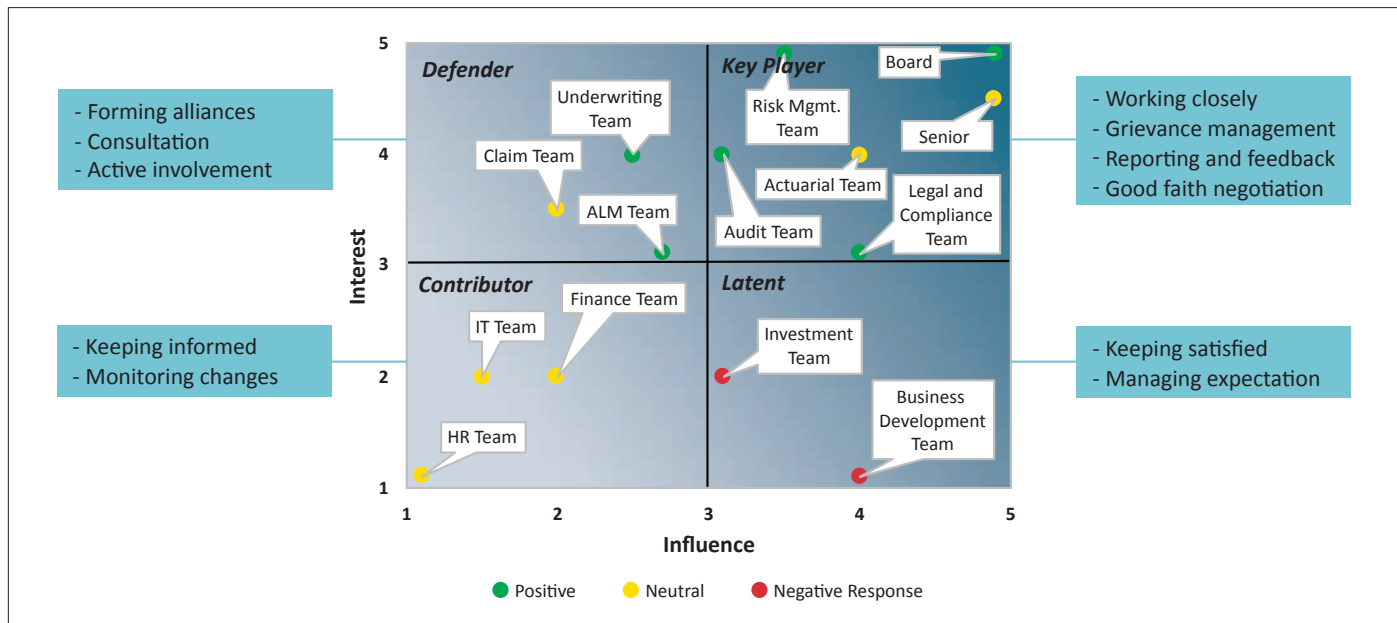 - Forming alliances
- Consultation
- Active involvement
- Keeping informed
- Monitoring changes
Interest
5
4
3
2
1
Defender
Underwriting
Team
Claim Team
ALM Team
Key Player
Board
Risk Mgmt.
Team
Senior
Actuarial Team
Legal and
Compliance
Team
Audit Team
Contributor
Finance Team
IT Team
HR Team
Latent
Investment
Team
Business
Development
Team
1
2
3
4
5
Influence
Positive
Neutral
Negative Response
- Working closely
- Grievance management
- Reporting and feedback
- Good faith negotiation
- Keeping satisfied
- Managing expectation